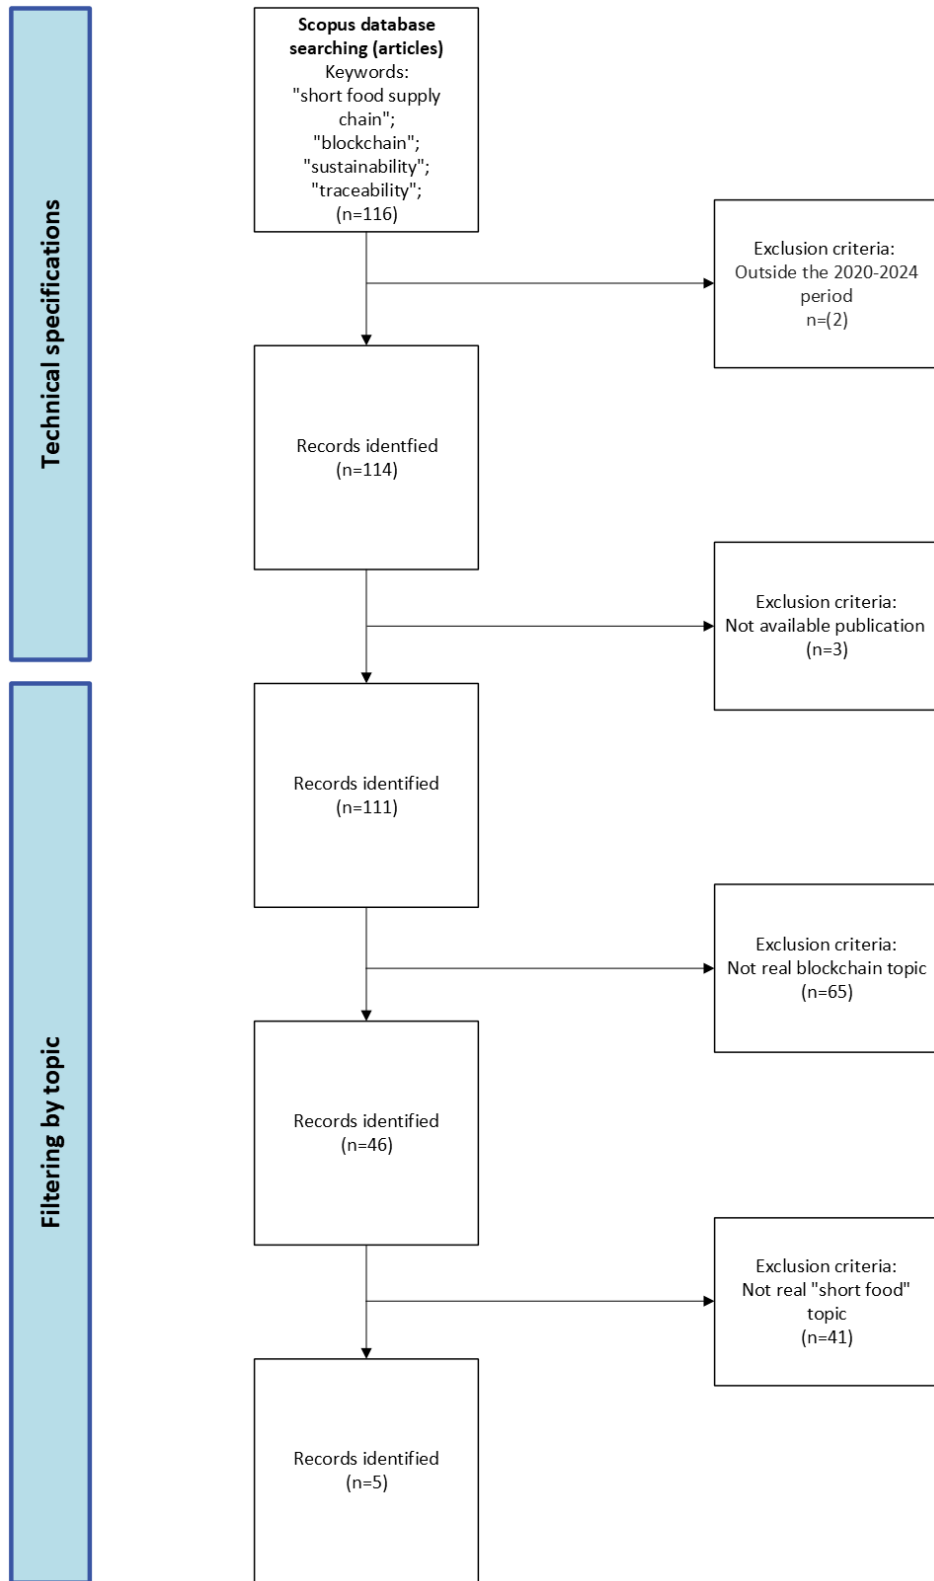 Technical specifications
Scopus database
searching (articles)
Keywords:
"short food supply
chain";
"blockchain";
"sustainability";
"traceability";
(n=116)
Exclusion criteria:
Outside the 2020-2024
period
n=(2)
Records identfied
(n=114)
Exclusion criteria:
Not available publication
(n=3)
Filtering by topic
Records identified
(n=111)
Exclusion criteria:
Not real blockchain topic
(n=65)
Records identified
(n=46)
Exclusion criteria:
Not real "short food"
topic
(n=41)
Records identified
(n=5)